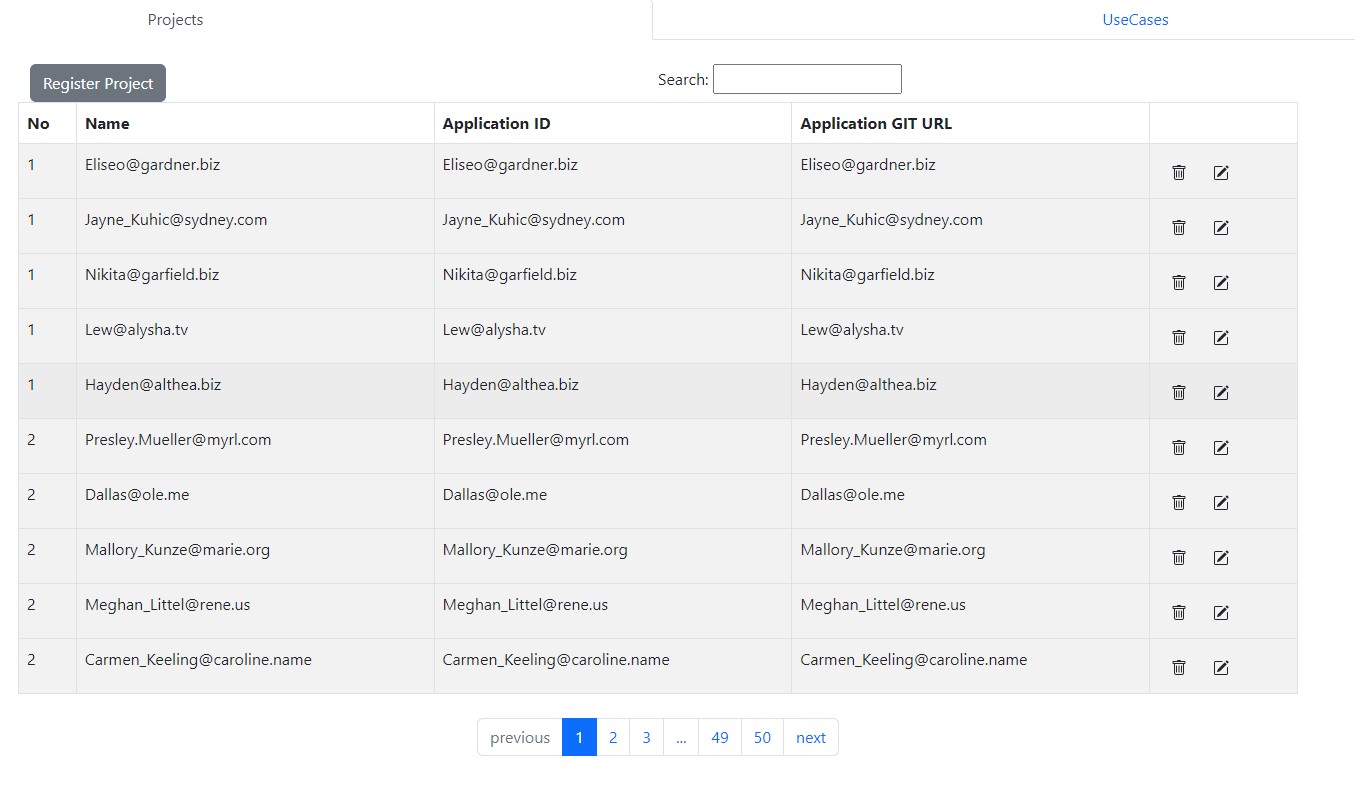 Projects UseCases
Register Project Search:
No Name Application ID Application GIT URL
1 Eliseo@gardner.biz Eliseo@gardner.biz Eliseo@gardner.biz
1 Jayne_Kuhic@sydney.com Jayne_Kuhic@sydney.com Jayne_Kuhic@sydney.com
1 Nikita@garfield.biz Nikita@garfield.biz Nikita@garfield.biz
1 Lew@alysha.tv Lew@alysha.tv Lew@alysha.tv
1 Hayden@althea.biz Hayden@althea.biz Hayden@althea.biz
2 Presley.Mueller@myrl.com Presley.Mueller@myrl.com Presley.Mueller@myrl.com
2 Dallas@ole.me Dallas@ole.me Dallas@ole.me
2 Mallory_Kunze@marie.org Mallory_Kunze@marie.org Mallory_Kunze@marie.org
2 Meghan_Littel@rene.us Meghan_Littel@rene.us Meghan_Littel@rene.us
2 Carmen_Keeling@caroline.name Carmen_Keeling@caroline.name Carmen_Keeling@caroline.name
previous 1 2 3 ... 49 50 next